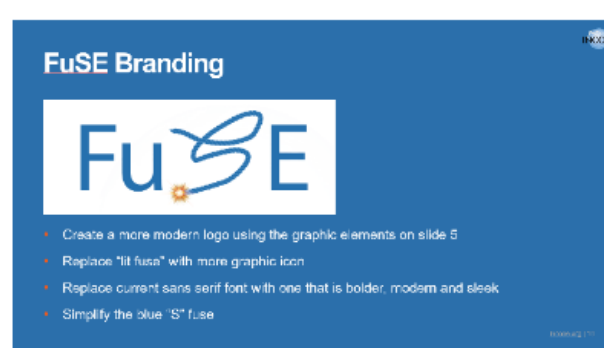 FuSE Branding
FuSE
Create a more modern logo using the graphic elements on slide 5
Replace "lit fuse" with more graphic icon
Replace current sans serif font with one that is bolder, modern and sleek
Simplify the blue "S" fuse